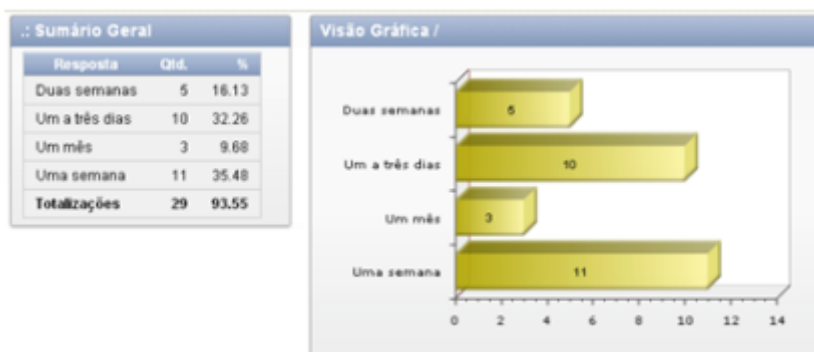 .: Sumário Geral
Resposta Qtd. %
Duas semanas 5 16.13
Um a três dias 10 32.26
Um mês 3 9.68
Uma semana 11 35.48
Totalizações 29 93.55
Visão Gráfica /
Duas semanas 5
Um a três dias 10
Um mês 3
Uma semana 11
0 2 4 6 8 10 12 14